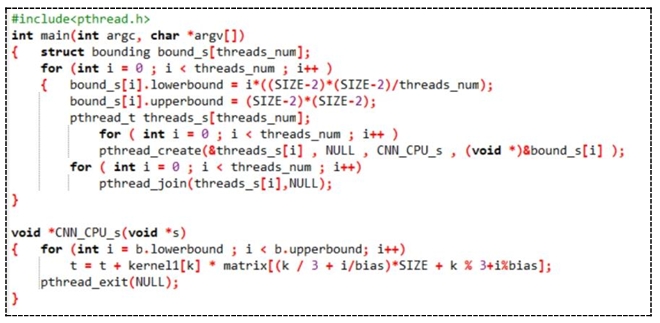 #include<pthread.h>
int main(int argc, char *argv[])
{   struct bounding bound_s[threads_num];
    for (int i = 0 ; i < threads_num ; i++ )
    {   bound_s[i].lowerbound = i*((SIZE-2)*(SIZE-2)/threads_num);
        bound_s[i].upperbound = (SIZE-2)*(SIZE-2);
        pthread_t threads_s[threads_num];
            for ( int i = 0 ; i < threads_num ; i++ )
            pthread_create(&threads_s[i] , NULL , CNN_CPU_s , (void *)&bound_s[i] );
        for ( int i = 0 ; i < threads_num ; i++)
            pthread_join(threads_s[i],NULL);
}
void *CNN_CPU_s(void *s)
{   for (int i = b.lowerbound ; i < b.upperbound; i++)
        t = t + kernel1[k] * matrix[(k / 3 + i/bias)*SIZE + k % 3+i%bias];
    pthread_exit(NULL);
}